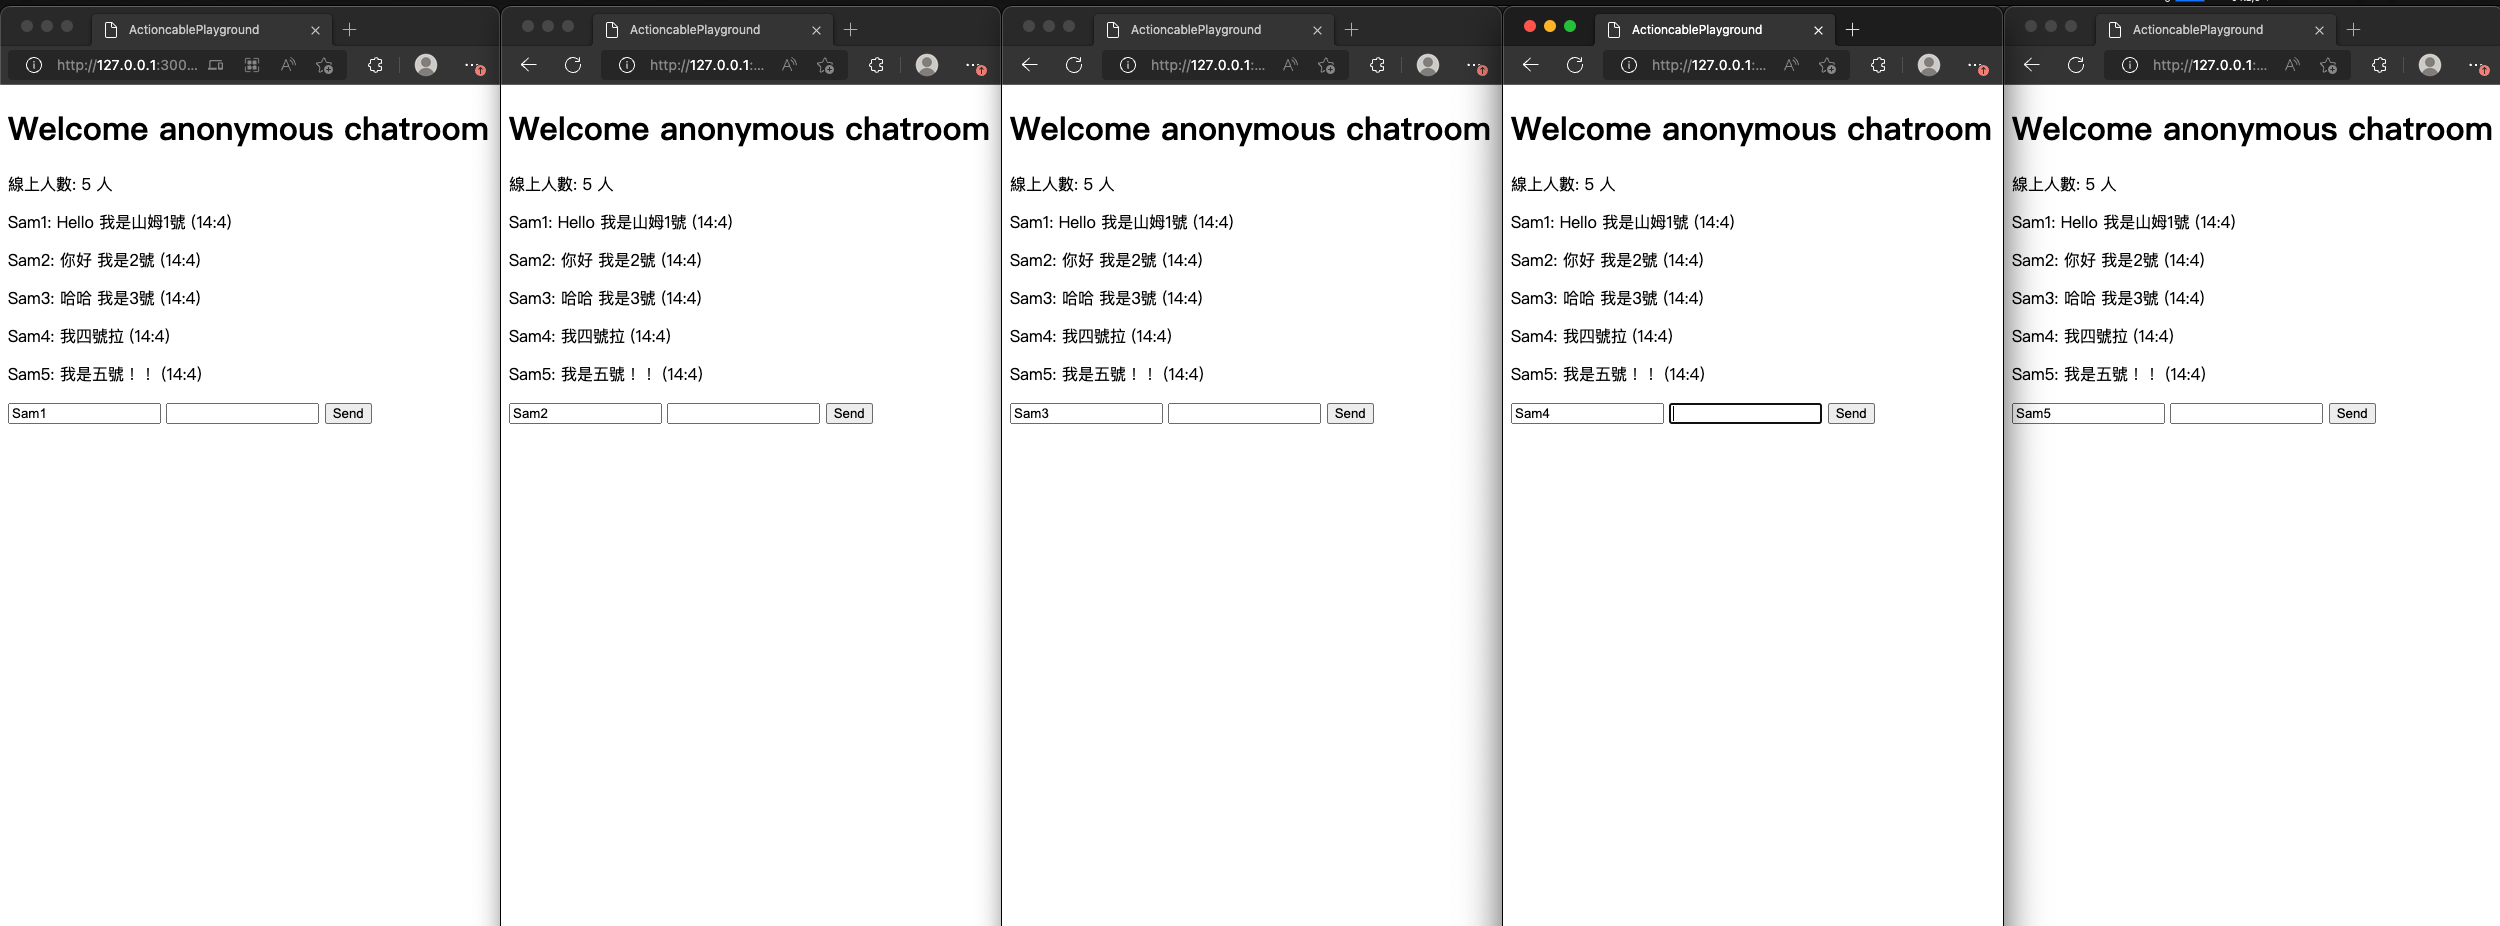 ActioncablePlayground
http://127.0.0.1:300...
Welcome anonymous chatroom
線上人數: 5 人
Sam1: Hello 我是山姆1號 (14:4)
Sam2: 你好 我是2號 (14:4)
Sam3: 哈哈 我是3號 (14:4)
Sam4: 我四號拉 (14:4)
Sam5: 我是五號！！ (14:4)
Sam1 Send
ActioncablePlayground
http://127.0.0.1:...
Welcome anonymous chatroom
線上人數: 5 人
Sam1: Hello 我是山姆1號 (14:4)
Sam2: 你好 我是2號 (14:4)
Sam3: 哈哈 我是3號 (14:4)
Sam4: 我四號拉 (14:4)
Sam5: 我是五號！！ (14:4)
Sam2 Send
ActioncablePlayground
http://127.0.0.1:...
Welcome anonymous chatroom
線上人數: 5 人
Sam1: Hello 我是山姆1號 (14:4)
Sam2: 你好 我是2號 (14:4)
Sam3: 哈哈 我是3號 (14:4)
Sam4: 我四號拉 (14:4)
Sam5: 我是五號！！ (14:4)
Sam3 Send
ActioncablePlayground
http://127.0.0.1:...
Welcome anonymous chatroom
線上人數: 5 人
Sam1: Hello 我是山姆1號 (14:4)
Sam2: 你好 我是2號 (14:4)
Sam3: 哈哈 我是3號 (14:4)
Sam4: 我四號拉 (14:4)
Sam5: 我是五號！！ (14:4)
Sam4 Send
ActioncablePlayground
http://127.0.0.1:...
Welcome anonymous chatroom
線上人數: 5 人
Sam1: Hello 我是山姆1號 (14:4)
Sam2: 你好 我是2號 (14:4)
Sam3: 哈哈 我是3號 (14:4)
Sam4: 我四號拉 (14:4)
Sam5: 我是五號！！ (14:4)
Sam5 Send